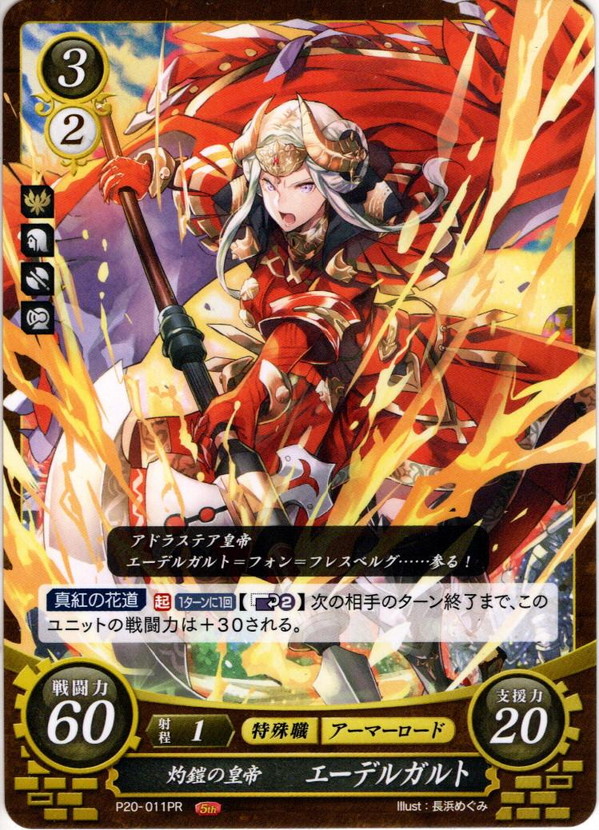 3
2
アドラステア皇帝
エーデルガルト=フォン=フレスベルグ……参る!
真紅の花道 起 1ターンに1回【2】次の相手のターン終了まで、この
ユニットの戦闘力は+30される。
戦闘力
60
射程 1
特殊職 アーマーロード
支援力
20
灼鎧の皇帝 エーデルガルト
P20-011PR 5th Illust:長浜めぐみ